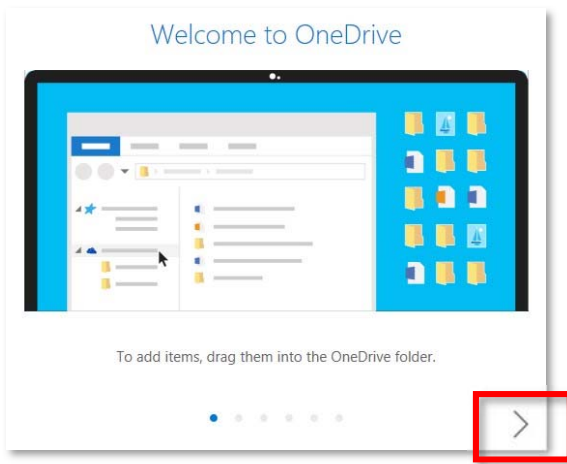 Welcome to OneDrive
To add items, drag them into the OneDrive folder.